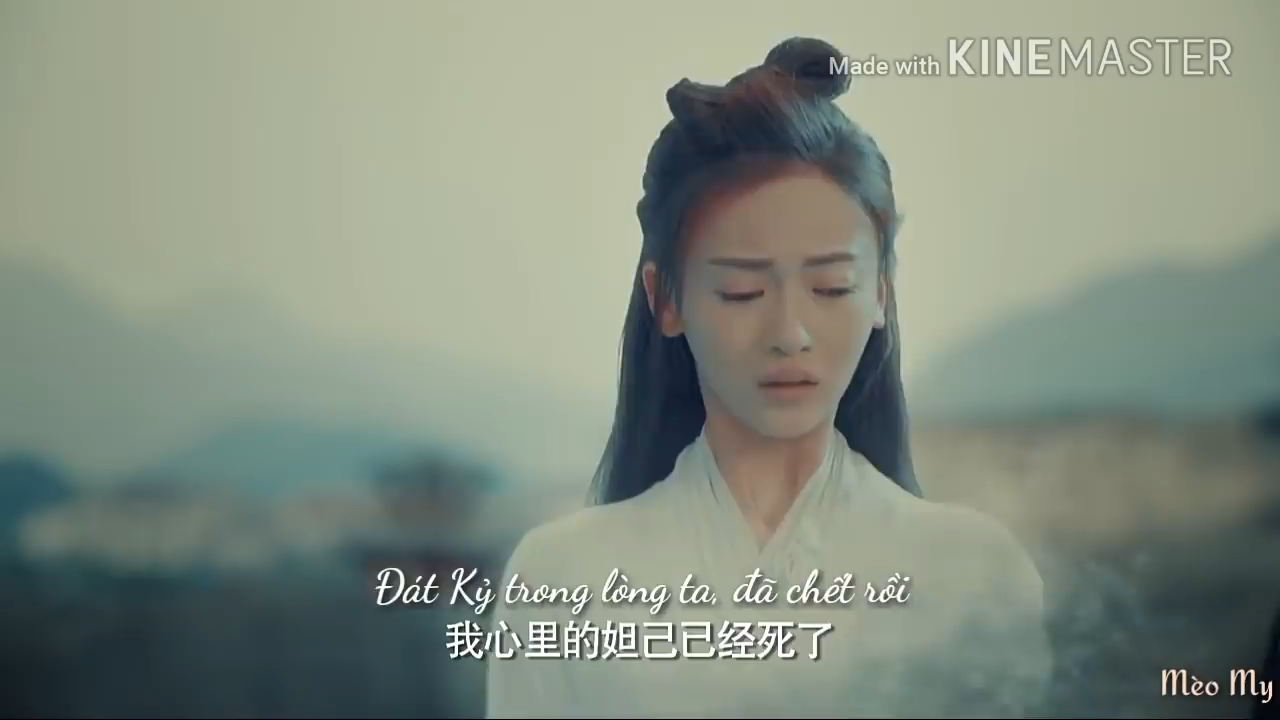 Made with KINEMASTER
Đát Kỷ trong lòng ta, đã chết rồi
我心里的妲己已经死了
Mèo My